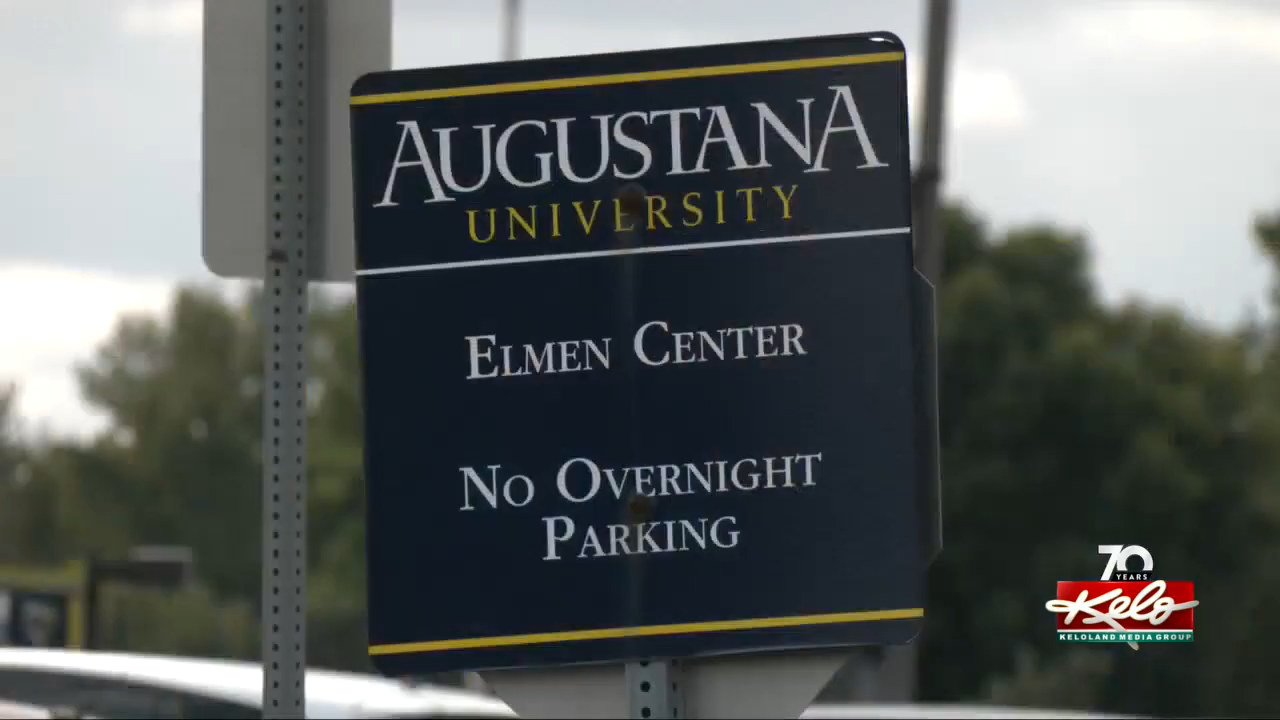 AUGUSTANA
UNIVERSITY
ELMEN CENTER
NO OVERNIGHT
PARKING
70
YEARS
Kelo
KELOLAND MEDIA GROUP